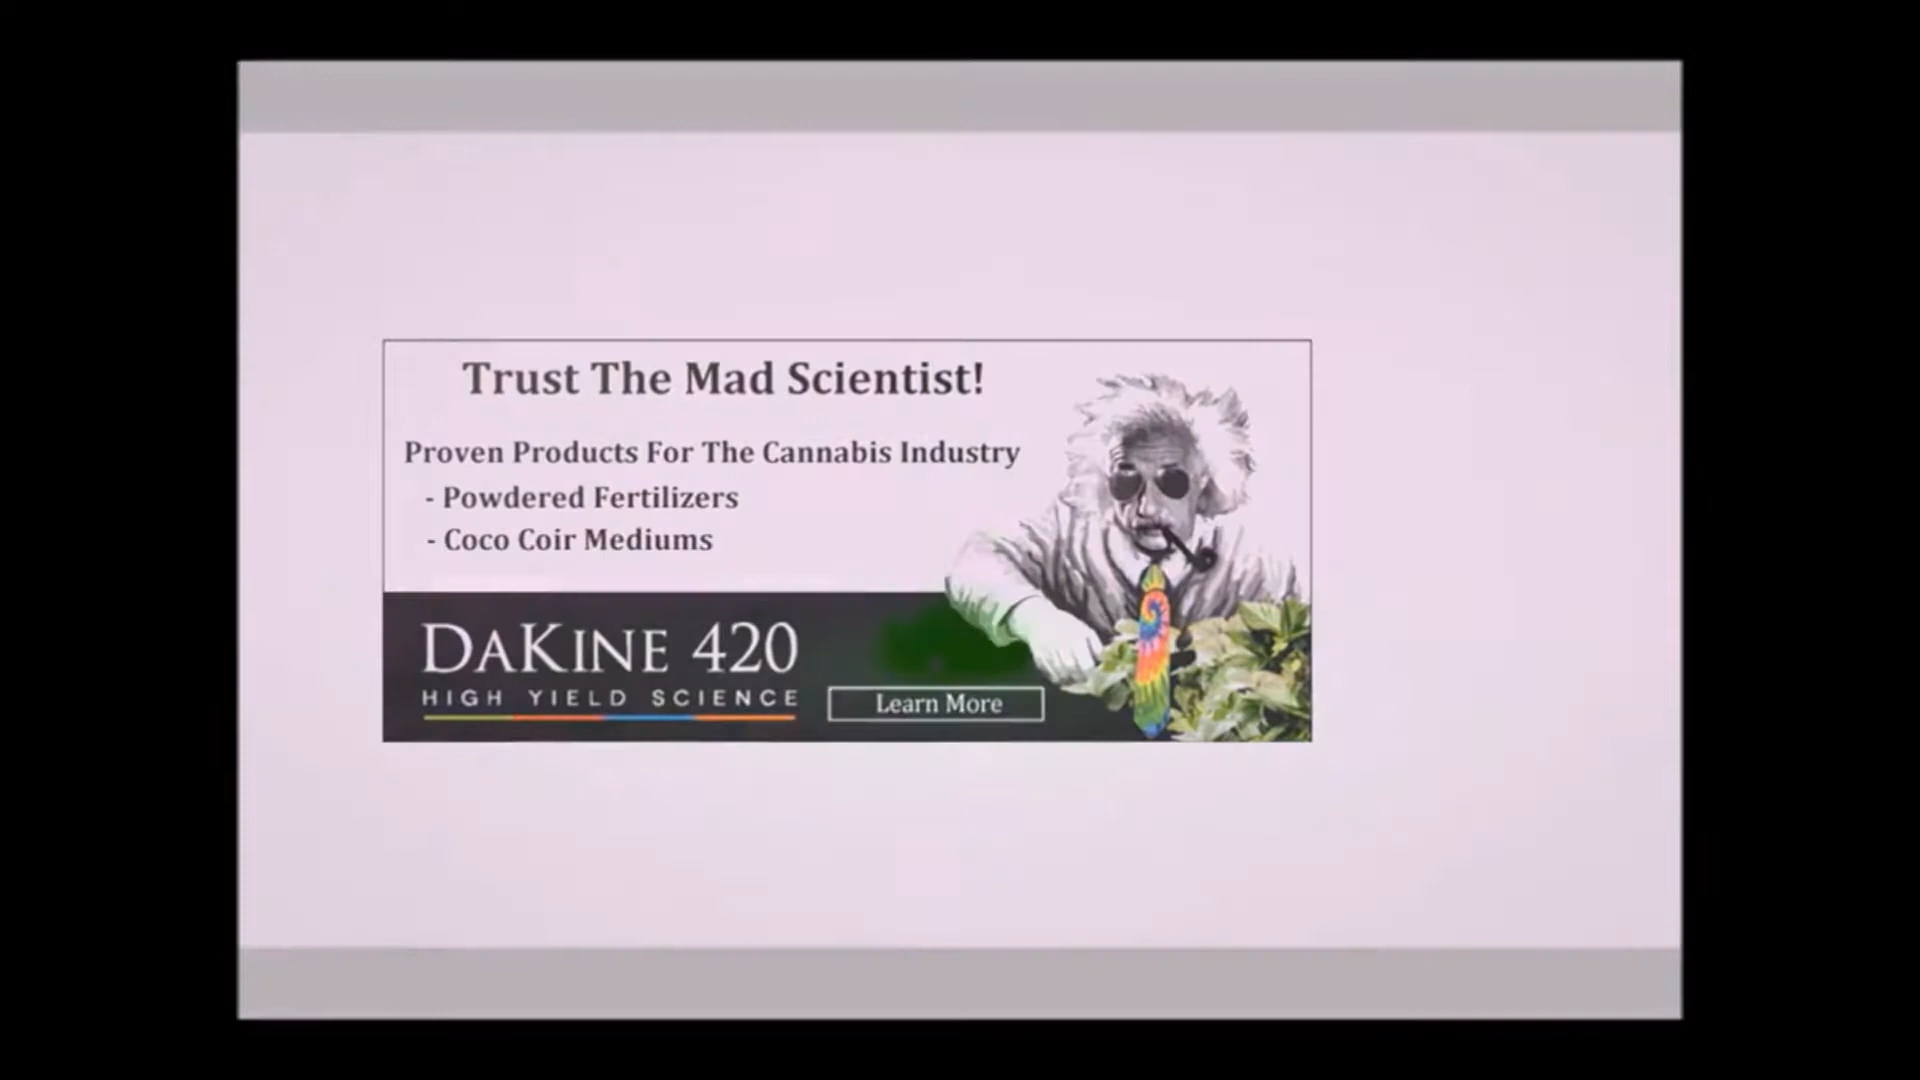 Trust The Mad Scientist!
Proven Products For The Cannabis Industry
- Powdered Fertilizers
- Coco Coir Mediums
DAKINE 420
HIGH YIELD SCIENCE
Learn More